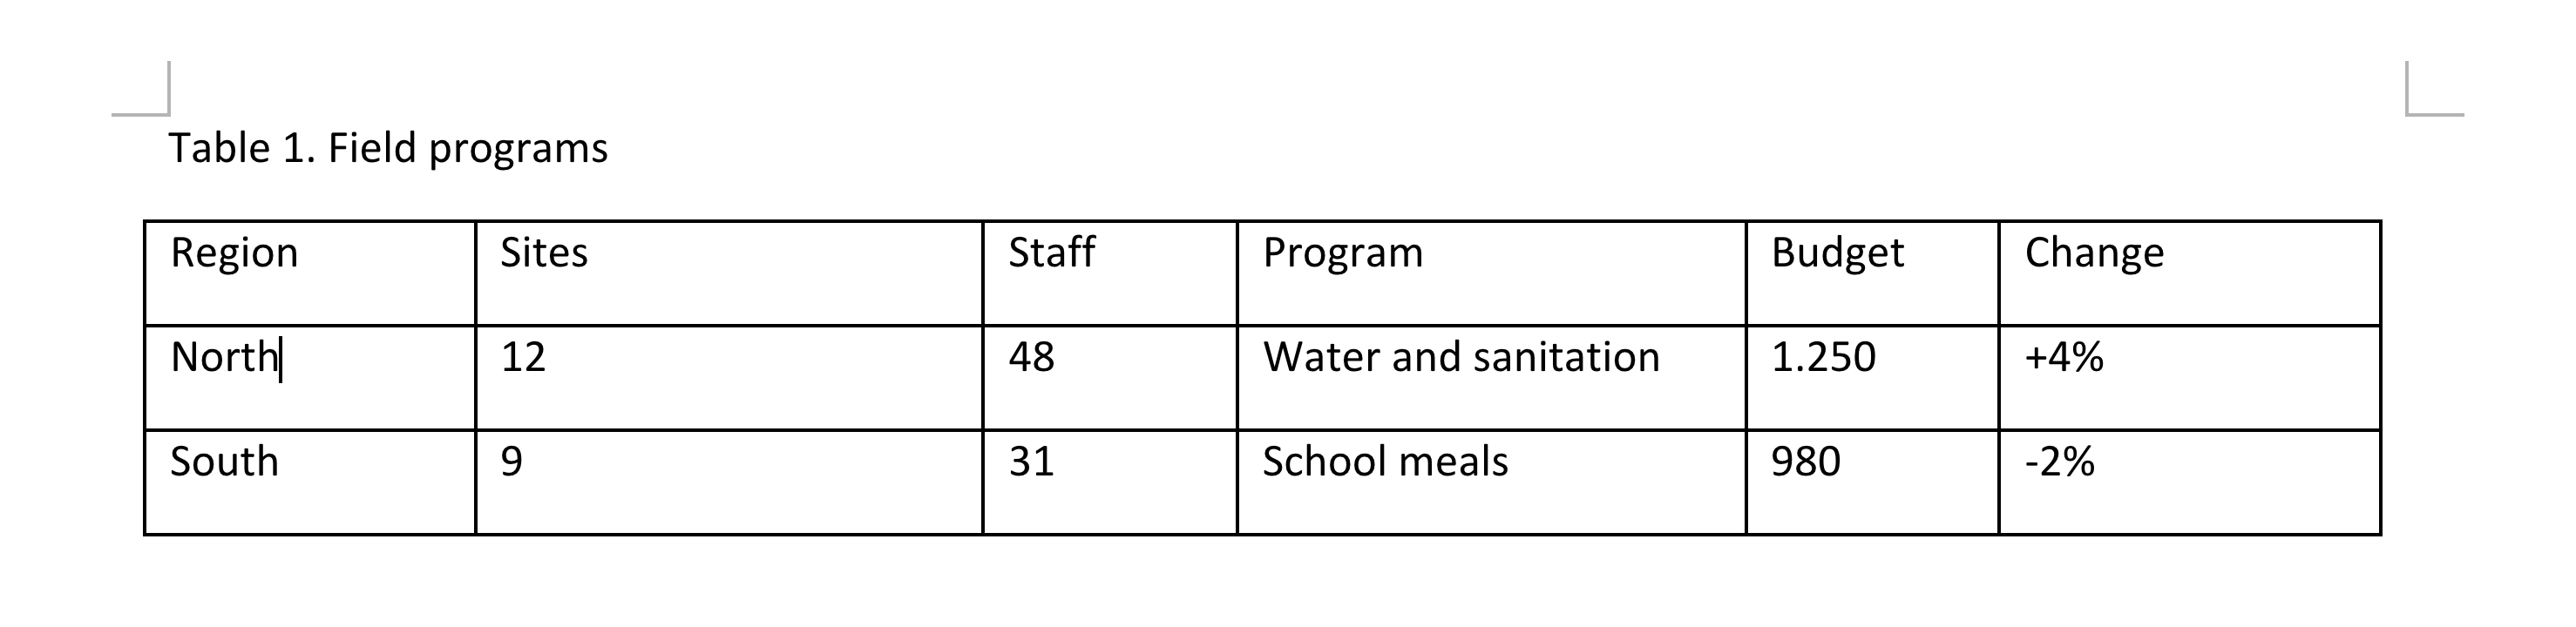 Table 1. Field programs
Region Sites Staff Program Budget Change
North 12 48 Water and sanitation 1.250 +4%
South 9 31 School meals 980 -2%